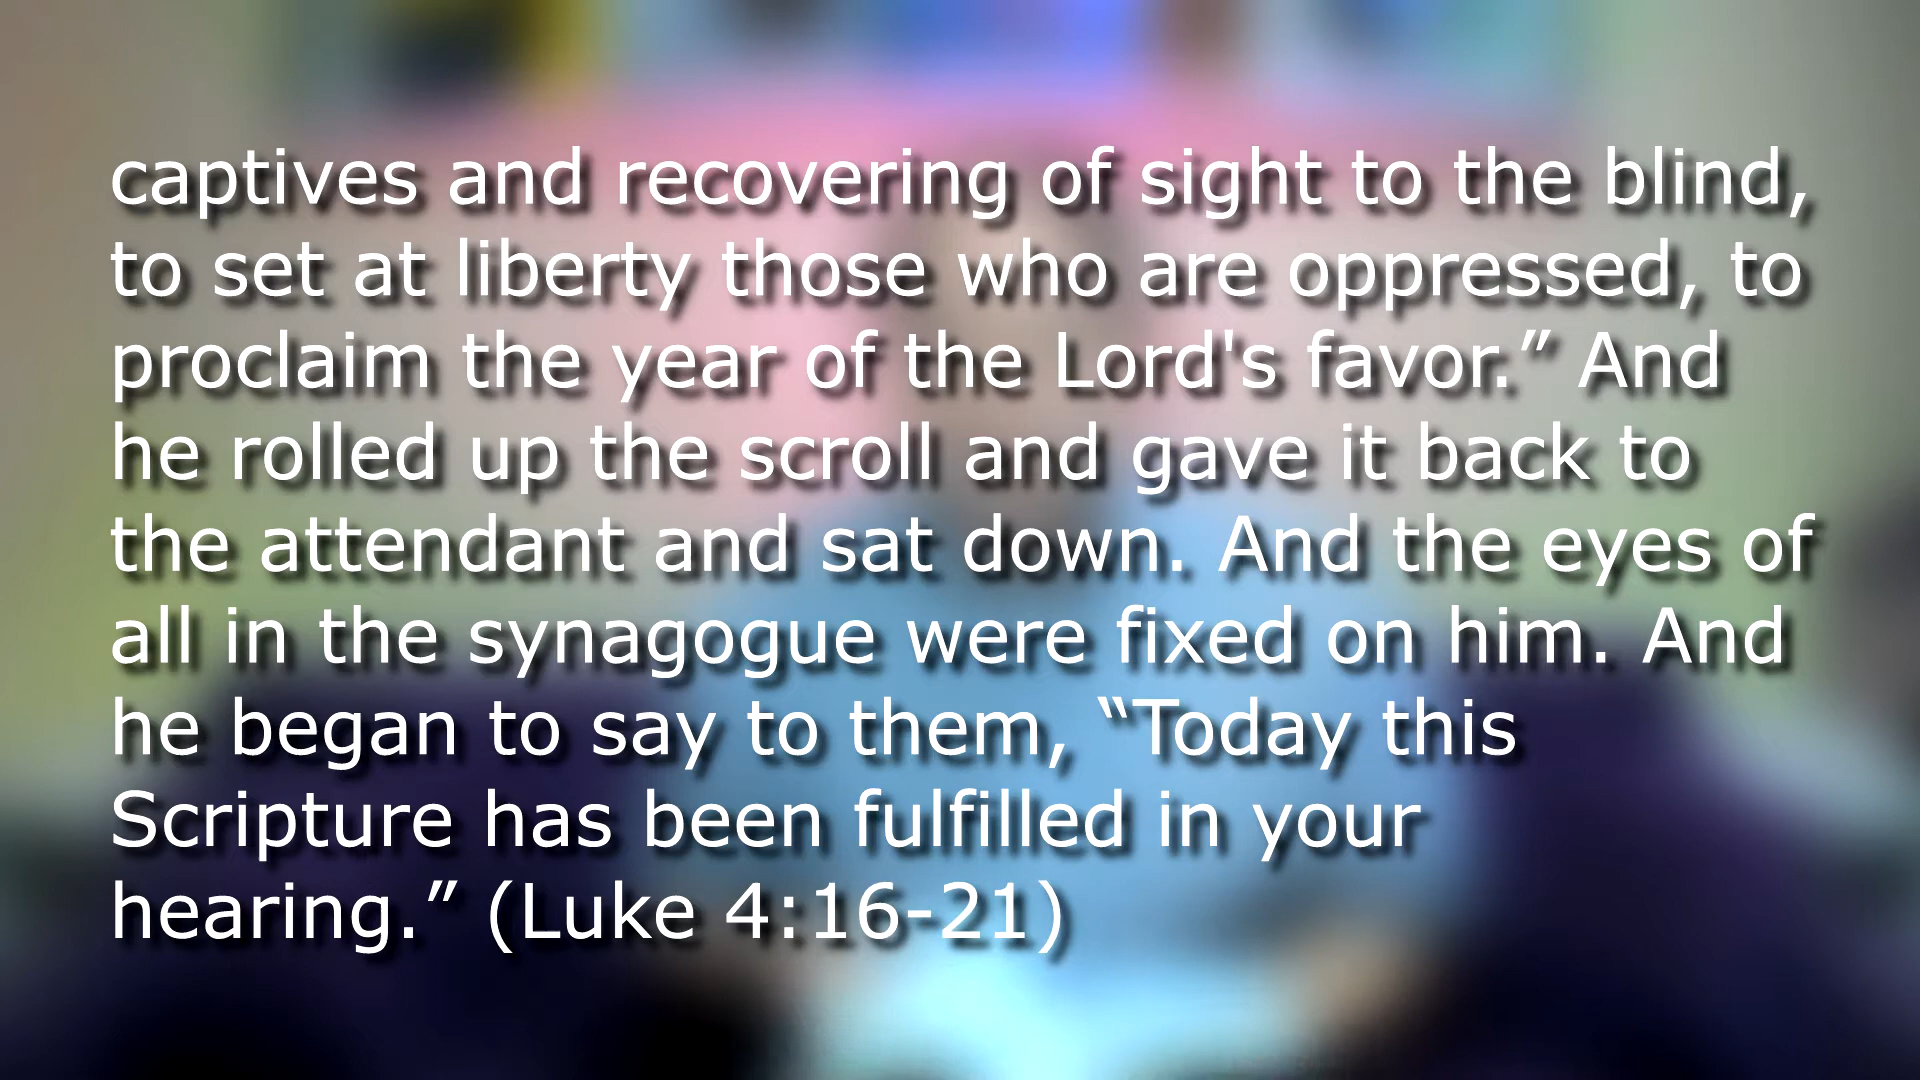 captives and recovering of sight to the blind,
to set at liberty those who are oppressed, to
proclaim the year of the Lord's favor.” And
he rolled up the scroll and gave it back to
the attendant and sat down. And the eyes of
all in the synagogue were fixed on him. And
he began to say to them, “Today this
Scripture has been fulfilled in your
hearing.” (Luke 4:16-21)